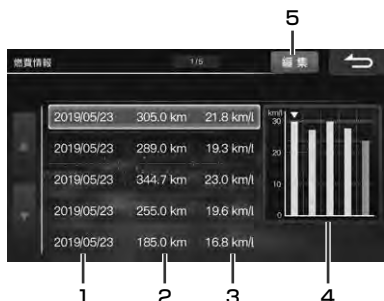 5
燃費情報 1/5 編集
2019/05/23 305.0 km 21.8 km/l
2019/05/23 289.0 km 19.3 km/l
2019/05/23 344.7 km 23.0 km/l
2019/05/23 255.0 km 19.6 km/l
2019/05/23 185.0 km 16.8 km/l
km/l
30
20
10
0
1 2 3 4